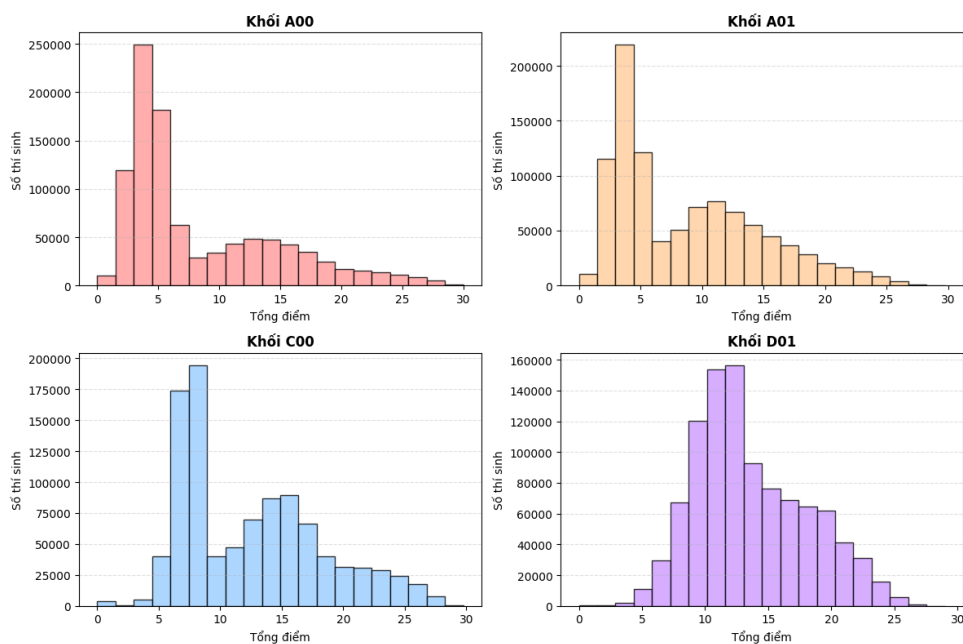 Khối A00
250000
200000
150000
100000
50000
0
Số thí sinh
0 5 10 15 20 25 30
Tổng điểm
Khối A01
200000
150000
100000
50000
0
Số thí sinh
0 5 10 15 20 25 30
Tổng điểm
Khối C00
200000
175000
150000
125000
100000
75000
50000
25000
0
Số thí sinh
0 5 10 15 20 25 30
Tổng điểm
Khối D01
160000
140000
120000
100000
80000
60000
40000
20000
0
Số thí sinh
0 5 10 15 20 25 30
Tổng điểm